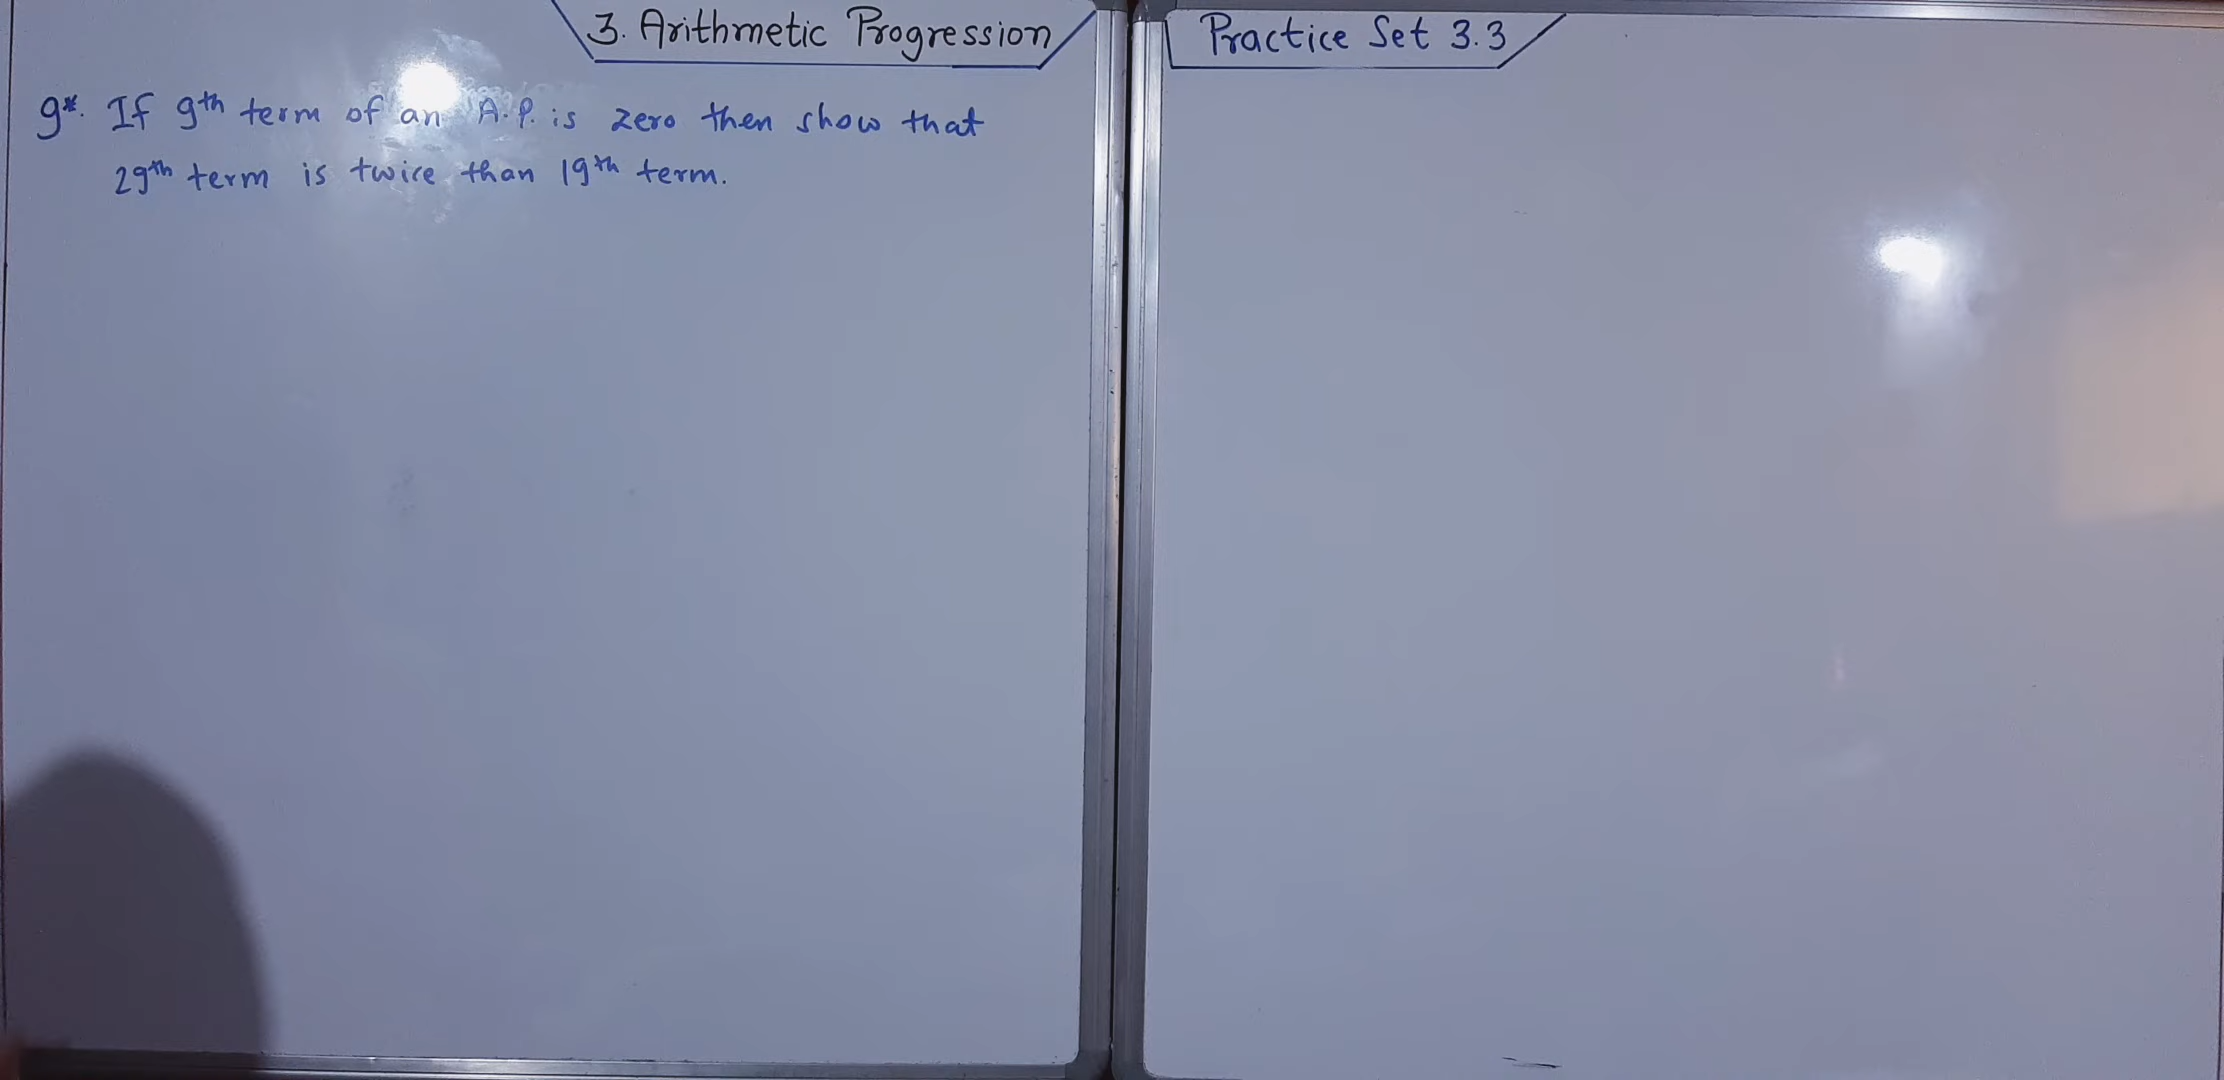 3. Arithmetic Progression
Practice Set 3.3
9*. If 9th term of an A.P. is zero then show that
29th term is twice than 19th term.